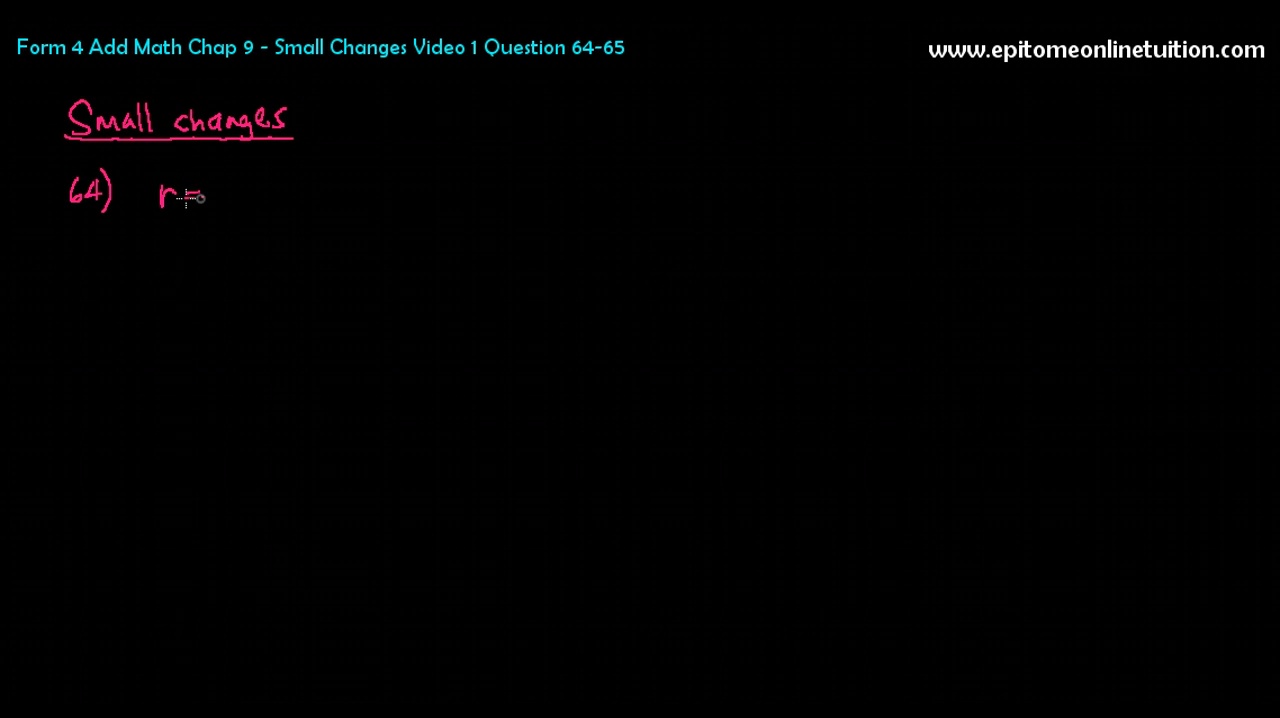 Form 4 Add Math Chap 9 - Small Changes Video 1 Question 64-65
www.epitomeonlinetuition.com
Small changes
64) r=